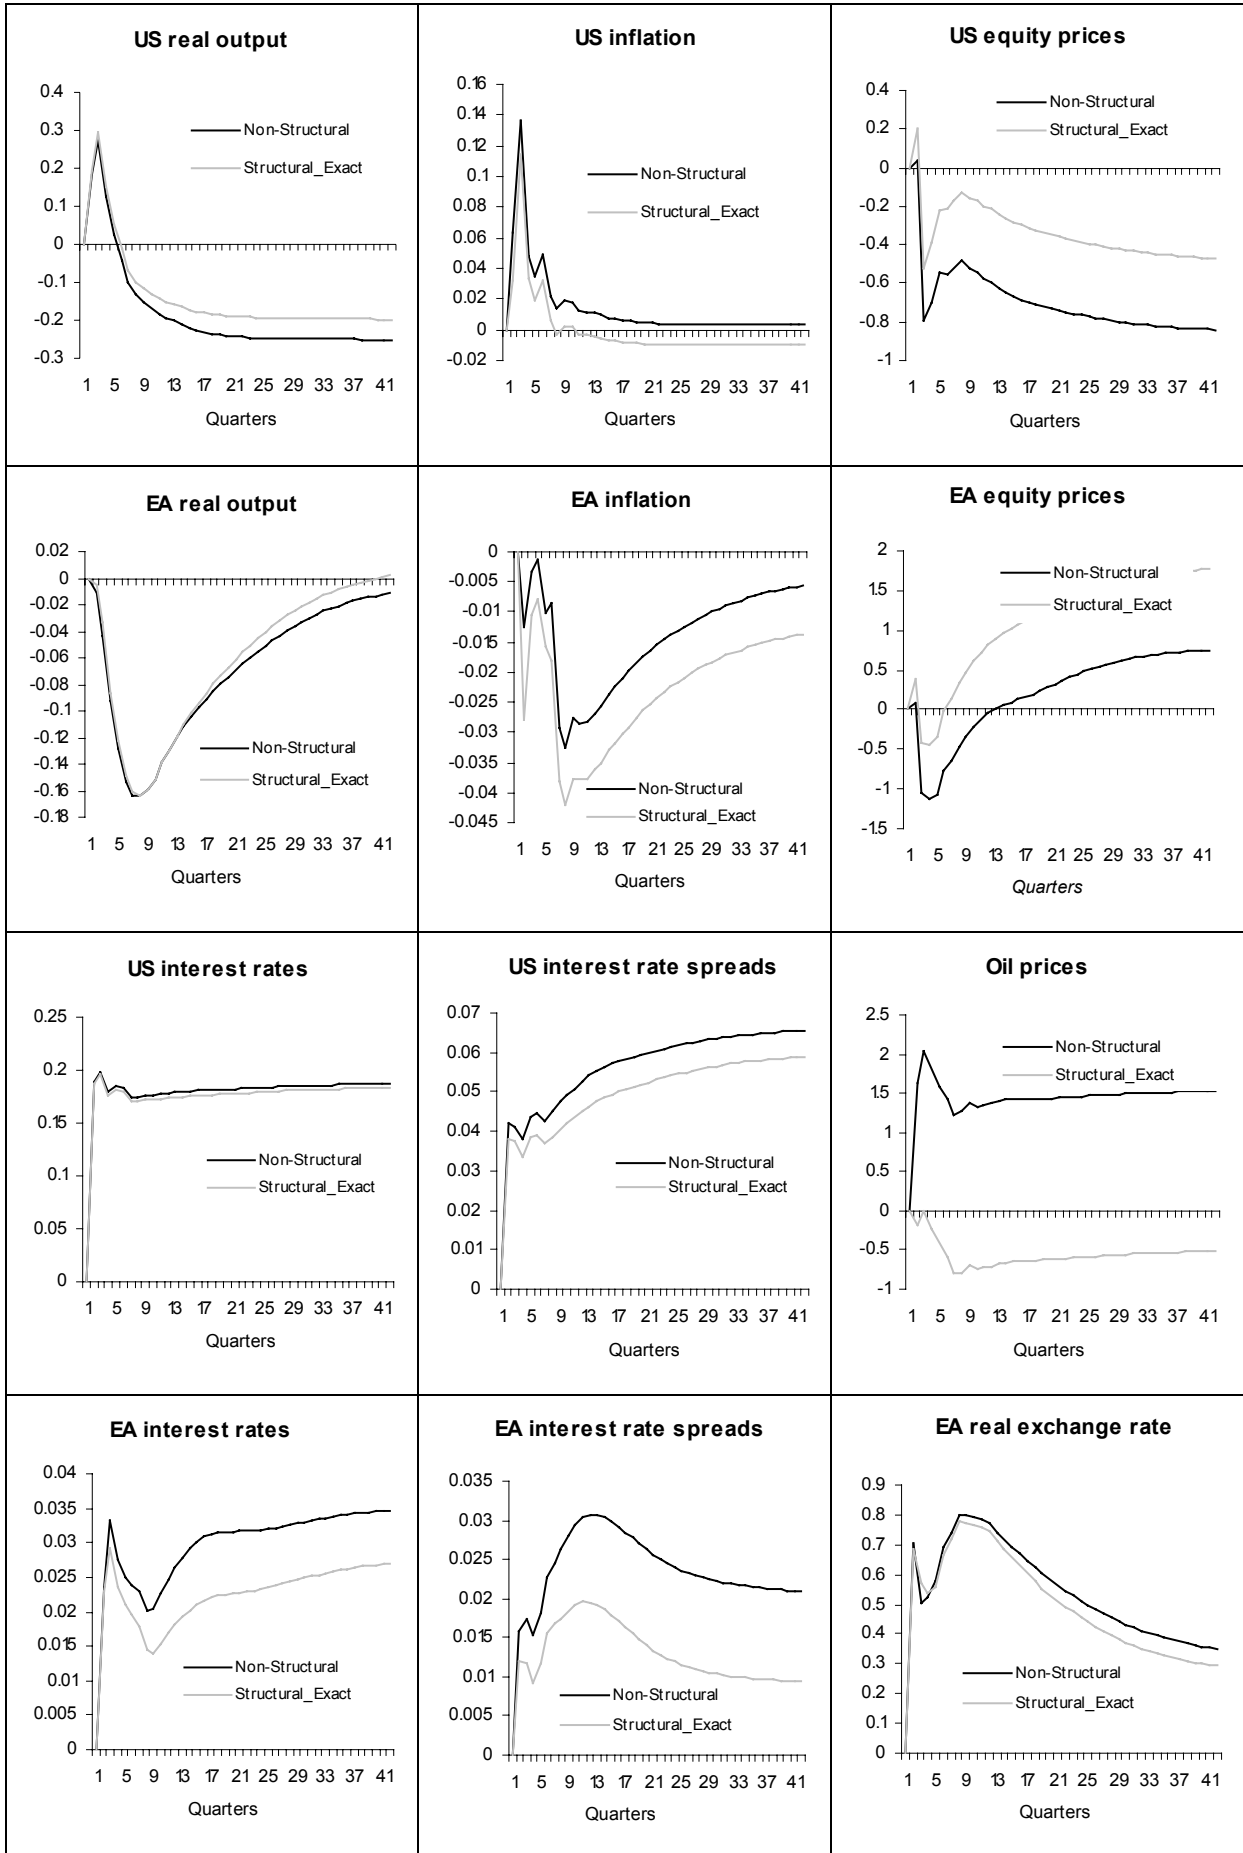 US real output
0.4
0.3
0.2
0.1
0
-0.1
-0.2
-0.3
Non-Structural
Structural_Exact
1 5 9 13 17 21 25 29 33 37 41
Quarters
US inflation
0.16
0.14
0.12
0.1
0.08
0.06
0.04
0.02
0
-0.02
Non-Structural
Structural_Exact
1 5 9 13 17 21 25 29 33 37 41
Quarters
US equity prices
0.4
0.2
0
-0.2
-0.4
-0.6
-0.8
-1
Non-Structural
Structural_Exact
1 5 9 13 17 21 25 29 33 37 41
Quarters
EA real output
0.02
0
-0.02
-0.04
-0.06
-0.08
-0.1
-0.12
-0.14
-0.16
-0.18
Non-Structural
Structural_Exact
1 5 9 13 17 21 25 29 33 37 41
Quarters
EA inflation
0
-0.005
-0.01
-0.015
-0.02
-0.025
-0.03
-0.035
-0.04
-0.045
Non-Structural
Structural_Exact
1 5 9 13 17 21 25 29 33 37 41
Quarters
EA equity prices
2
1.5
1
0.5
0
-0.5
-1
-1.5
Non-Structural
Structural_Exact
1 5 9 13 17 21 25 29 33 37 41
Quarters
US interest rates
0.25
0.2
0.15
0.1
0.05
0
Non-Structural
Structural_Exact
1 5 9 13 17 21 25 29 33 37 41
Quarters
US interest rate spreads
0.07
0.06
0.05
0.04
0.03
0.02
0.01
0
Non-Structural
Structural_Exact
1 5 9 13 17 21 25 29 33 37 41
Quarters
Oil prices
2.5
2
1.5
1
0.5
0
-0.5
-1
Non-Structural
Structural_Exact
1 5 9 13 17 21 25 29 33 37 41
Quarters
EA interest rates
0.04
0.035
0.03
0.025
0.02
0.015
0.01
0.005
0
Non-Structural
Structural_Exact
1 5 9 13 17 21 25 29 33 37 41
Quarters
EA interest rate spreads
0.035
0.03
0.025
0.02
0.015
0.01
0.005
0
Non-Structural
Structural_Exact
1 5 9 13 17 21 25 29 33 37 41
Quarters
EA real exchange rate
0.9
0.8
0.7
0.6
0.5
0.4
0.3
0.2
0.1
0
Non-Structural
Structural_Exact
1 5 9 13 17 21 25 29 33 37 41
Quarters